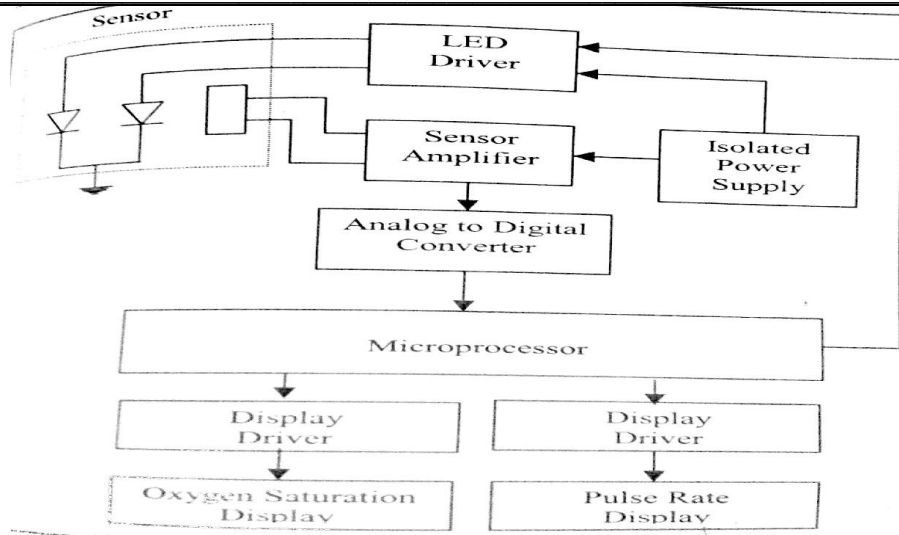 Sensor
LED
Driver
Sensor
Amplifier
Isolated
Power
Supply
Analog to Digital
Converter
Microprocessor
Display
Driver
Display
Driver
Oxygen Saturation
Display
Pulse Rate
Display